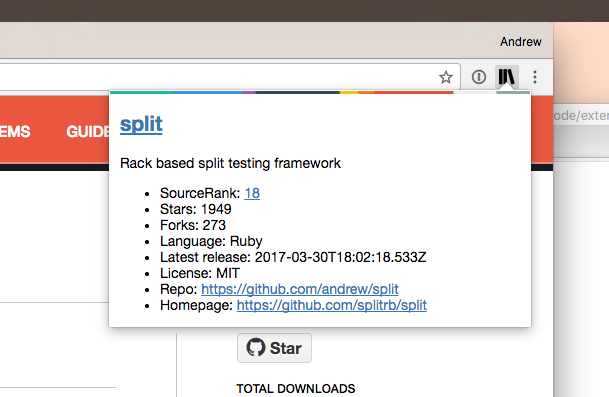 Andrew
ode/exter
EMS GUIDE
split
Rack based split testing framework
SourceRank: 18
Stars: 1949
Forks: 273
Language: Ruby
Latest release: 2017-03-30T18:02:18.533Z
License: MIT
Repo: https://github.com/andrew/split
Homepage: https://github.com/splitrb/split
Star
TOTAL DOWNLOADS